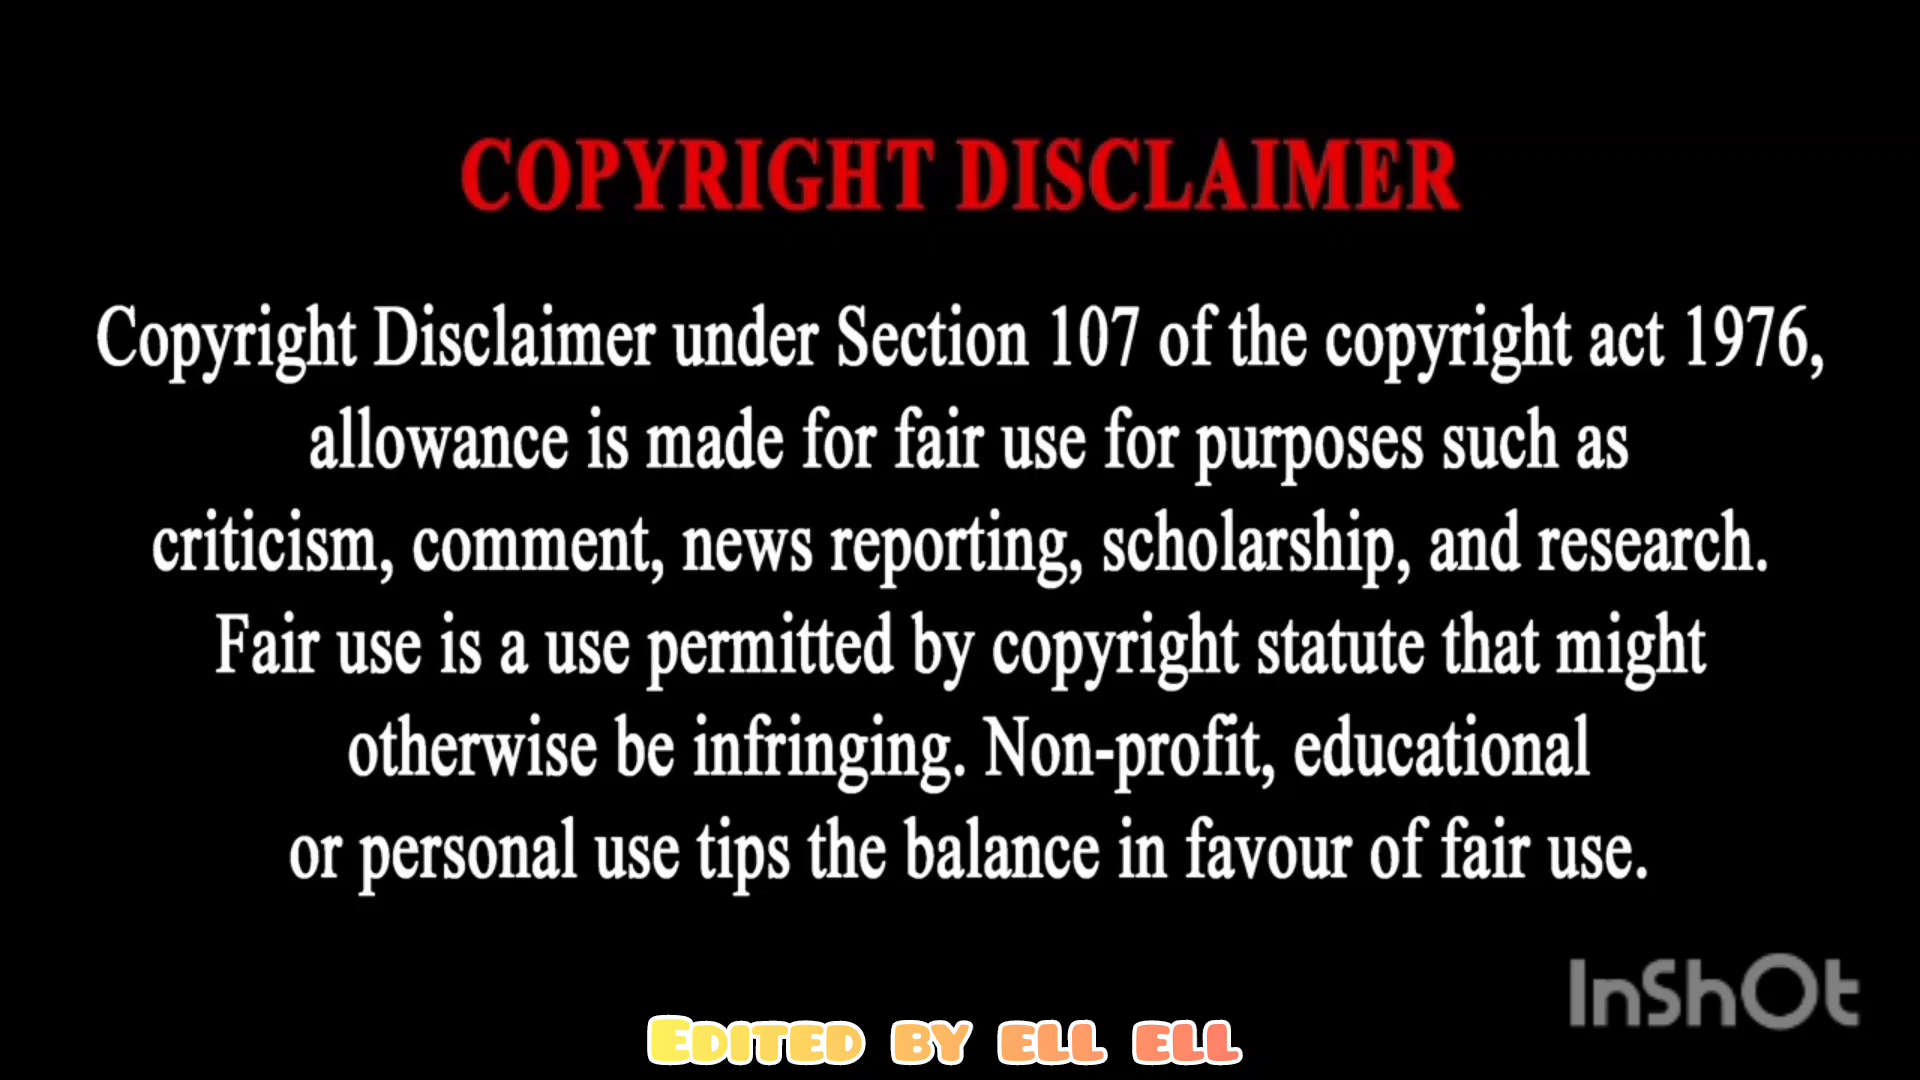 COPYRIGHT DISCLAIMER
Copyright Disclaimer under Section 107 of the copyright act 1976,
allowance is made for fair use for purposes such as
criticism, comment, news reporting, scholarship, and research.
Fair use is a use permitted by copyright statute that might
otherwise be infringing. Non-profit, educational
or personal use tips the balance in favour of fair use.
InShOt
Edited by ell ell